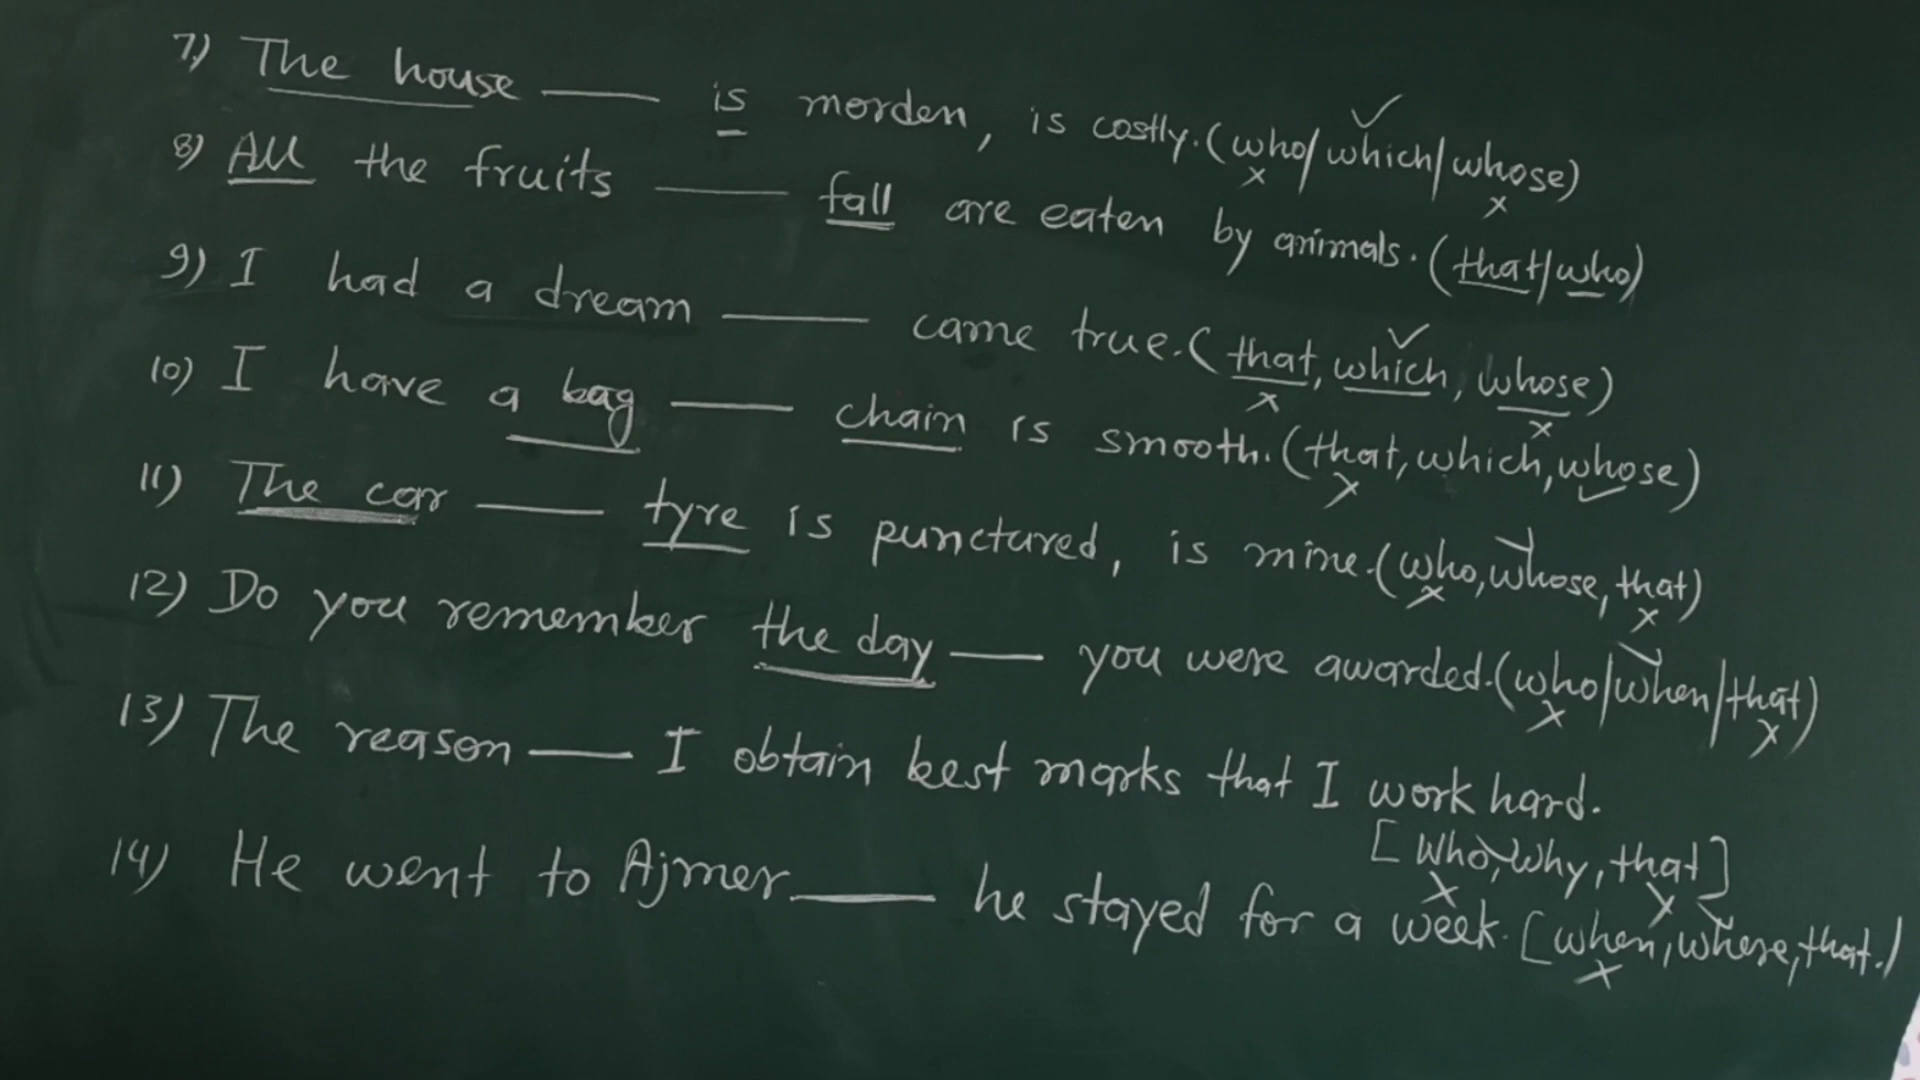 7) The house ___ is morden, is costly. (who/which/whose)
8) All the fruits ___ fall are eaten by animals. (that/who)
9) I had a dream ___ came true. (that, which, whose)
10) I have a bag ___ chain is smooth. (that, which, whose)
11) The car ___ tyre is punctured, is mine. (who, whose, that)
12) Do you remember the day ___ you were awarded. (who/when/that)
13) The reason ___ I obtain best marks that I work hard.
[Who, Why, that]
14) He went to Ajmer ___ he stayed for a week. [when, where, that.)